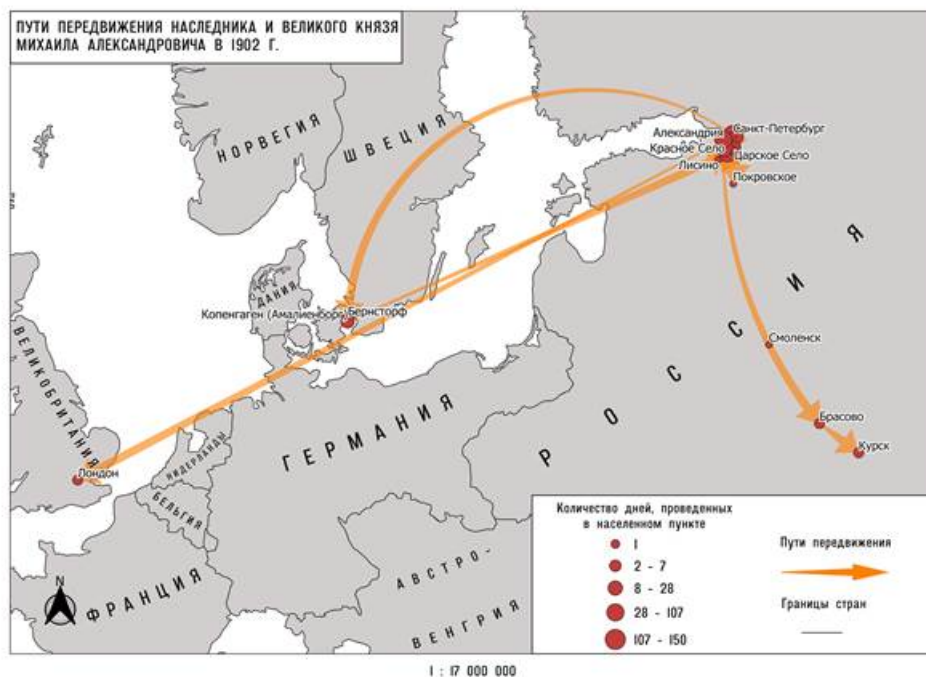 ПУТИ ПЕРЕДВИЖЕНИЯ НАСЛЕДНИКА И ВЕЛИКОГО КНЯЗЯ
МИХАИЛА АЛЕКСАНДРОВИЧА В 1902 Г.
НОРВЕГИЯ
ШВЕЦИЯ
Александрия
Санкт-Петербург
Красное Село
Царское Село
Лисино
Покровское
ДАНИЯ
Копенгаген (Амалиенборг)
Бернсторф
РОССИЯ
Смоленск
ВЕЛИКОБРИТАНИЯ
ГЕРМАНИЯ
Брасово
Курск
НИДЕРЛАНДЫ
Лондон
БЕЛЬГИЯ
ФРАНЦИЯ
АВСТРО-
ВЕНГРИЯ
N
Количество дней, проведенных
в населенном пункте
1
2 - 7
8 - 28
28 - 107
107 - 150
Пути передвижения
Границы стран
1 : 17 000 000